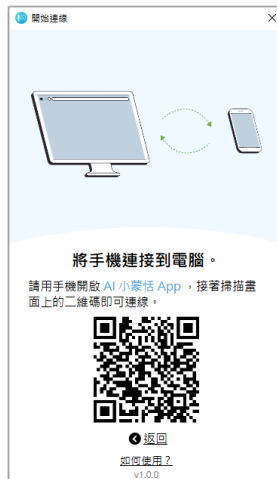 開始連線
將手機連接到電腦。
請用手機開啟 AI 小蒙恬 App，接著掃描畫
面上的二維碼即可連線。
返回
如何使用？
v1.0.0